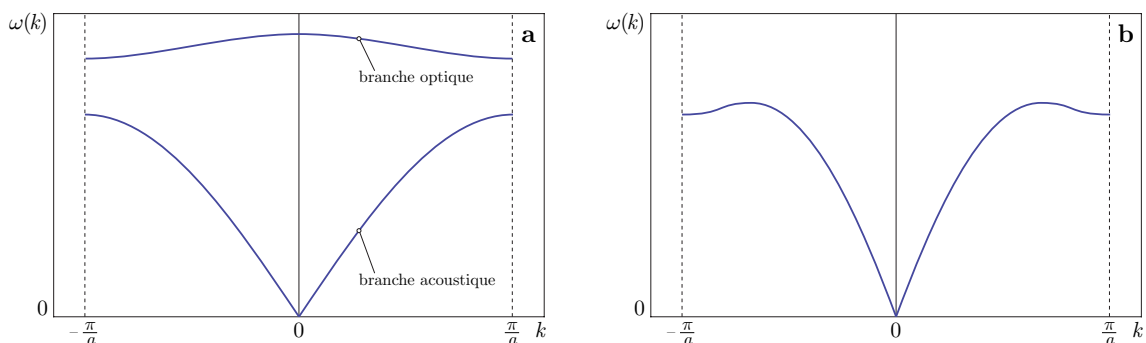 ω(k)
a
branche optique
branche acoustique
0
−π/a
0
π/a
k
ω(k)
b
0
−π/a
0
π/a
k